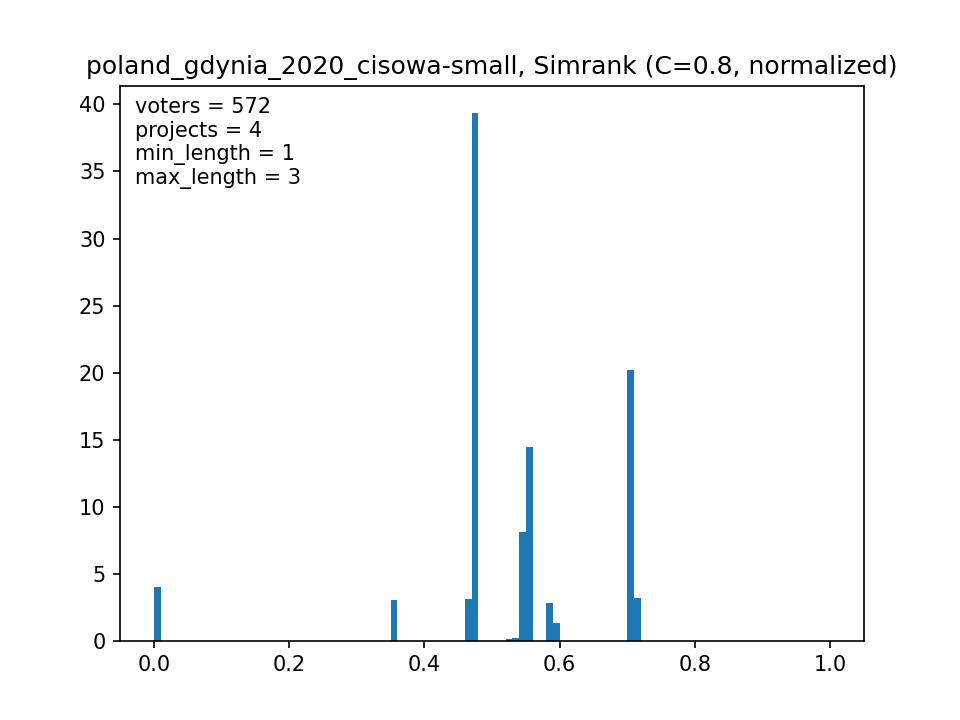 poland_gdynia_2020_cisowa-small, Simrank (C=0.8, normalized)
voters = 572
projects = 4
min_length = 1
max_length = 3
40
35
30
25
20
15
10
5
0
0.0 0.2 0.4 0.6 0.8 1.0